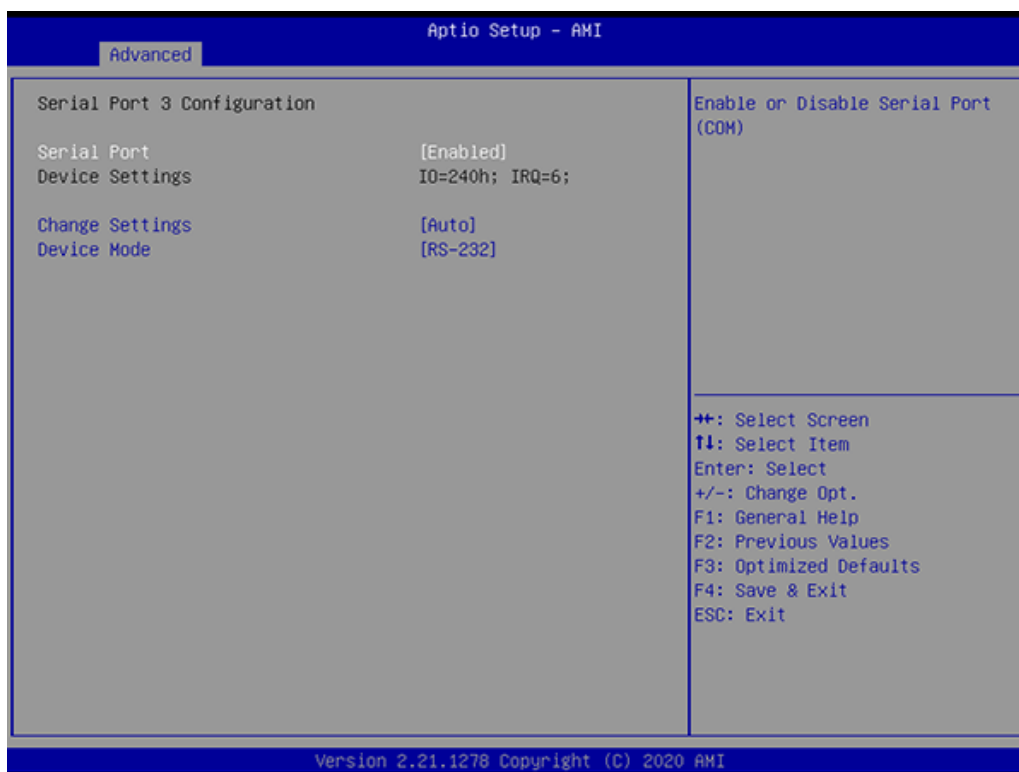 Aptio Setup - AMI
Advanced
Serial Port 3 Configuration
Serial Port [Enabled]
Device Settings IO=240h; IRQ=6;
Change Settings [Auto]
Device Mode [RS-232]
Enable or Disable Serial Port
(COM)
→←: Select Screen
↑↓: Select Item
Enter: Select
+/-: Change Opt.
F1: General Help
F2: Previous Values
F3: Optimized Defaults
F4: Save & Exit
ESC: Exit
Version 2.21.1278 Copyright (C) 2020 AMI